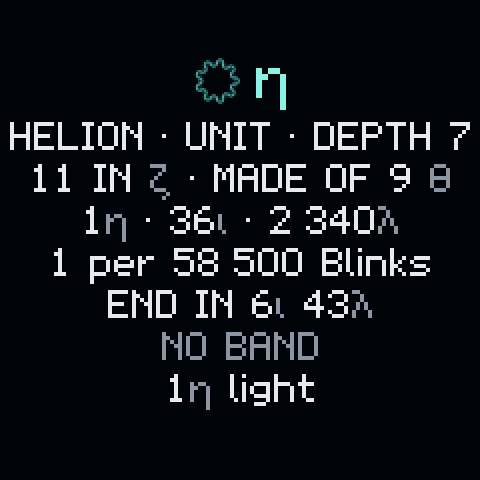 η
HELION · UNIT · DEPTH 7
11 IN ζ · MADE OF 9 θ
1η · 36ι · 2 340λ
1 per 58 500 Blinks
END IN 6ι 43λ
NO BAND
1η light